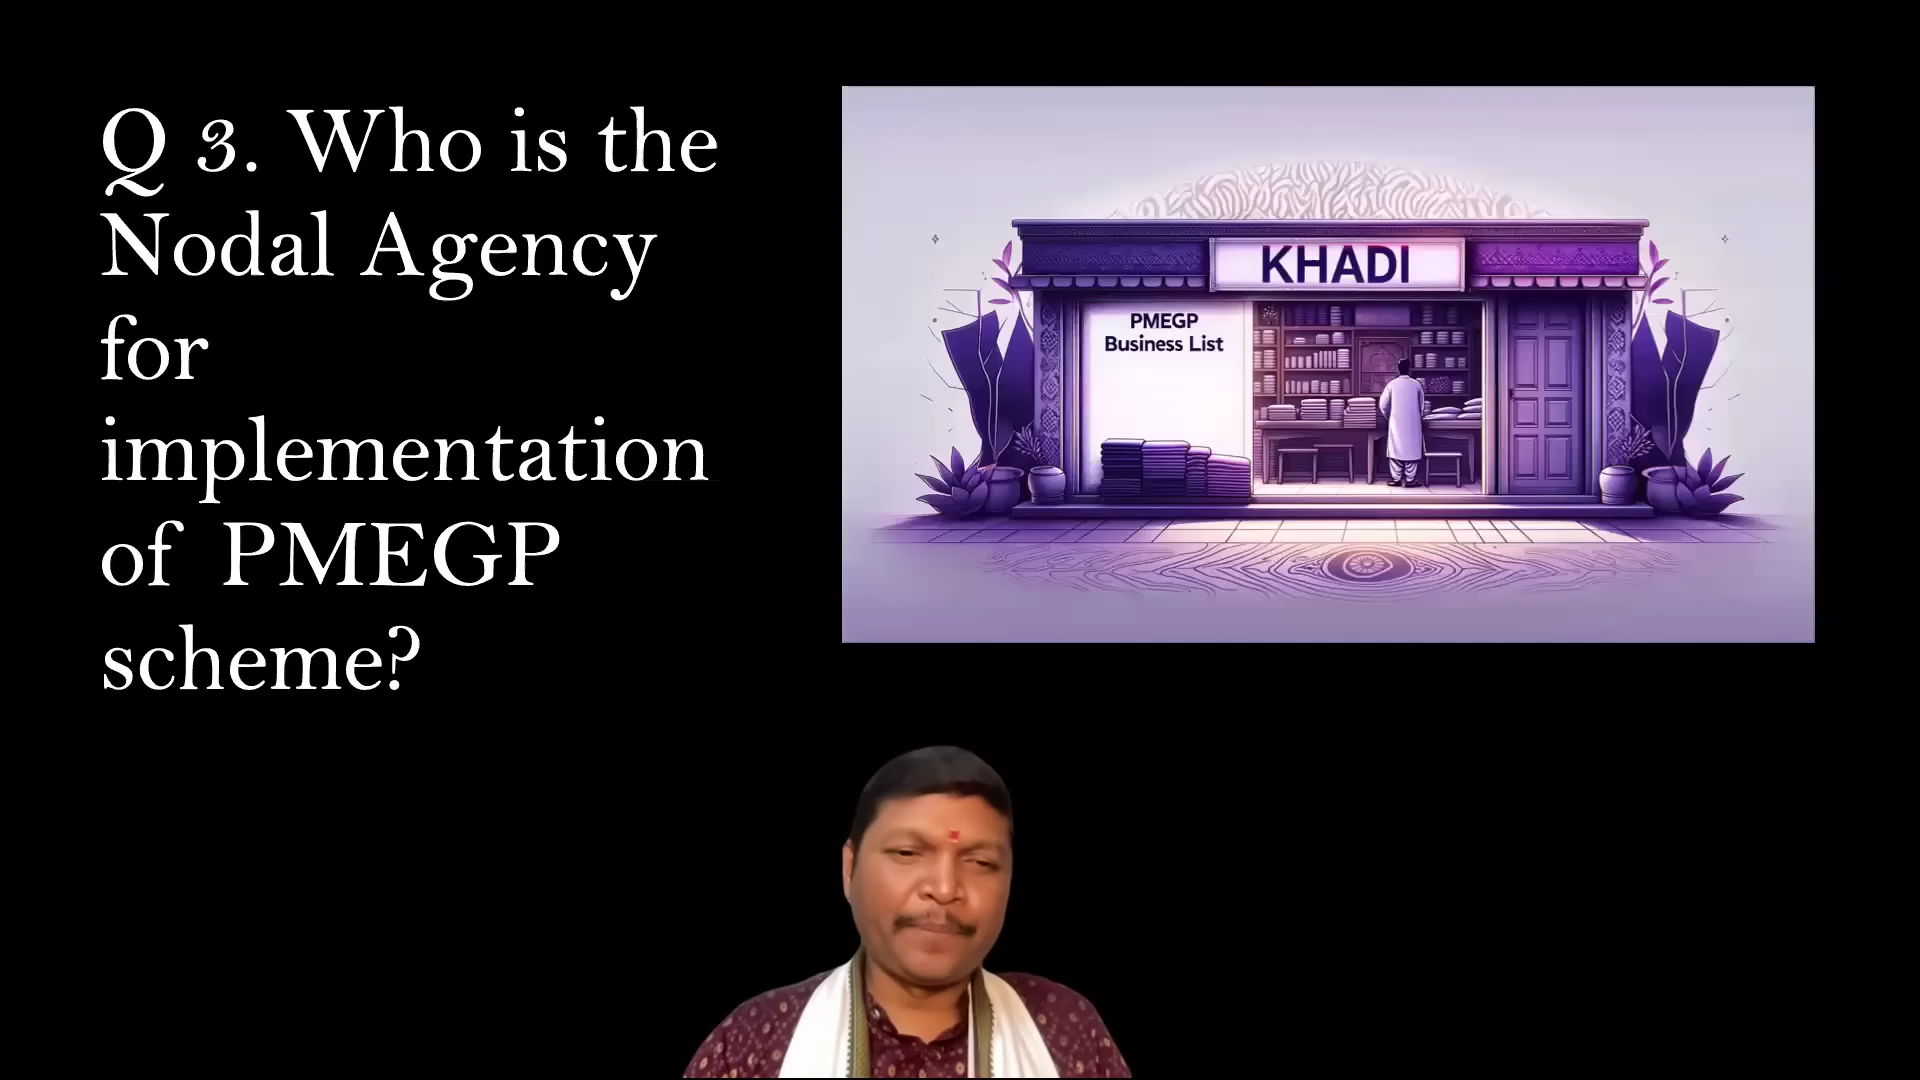 Q 3. Who is the
Nodal Agency
for
implementation
of PMEGP
scheme?
KHADI
PMEGP
Business List